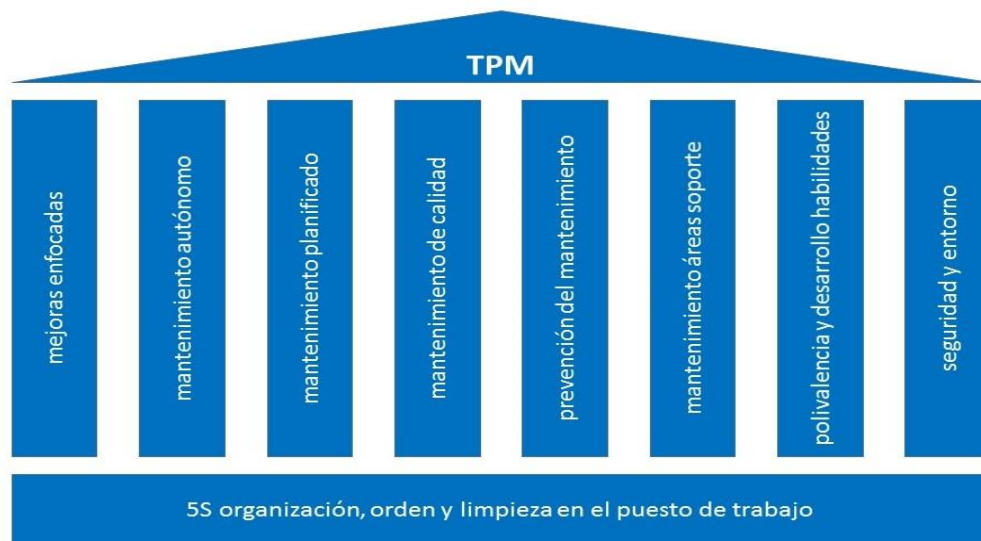 TPM
mejoras enfocadas
mantenimiento autónomo
mantenimiento planificado
mantenimiento de calidad
prevención del mantenimiento
mantenimiento áreas soporte
polivalencia y desarrollo habilidades
seguridad y entorno
5S organización, orden y limpieza en el puesto de trabajo